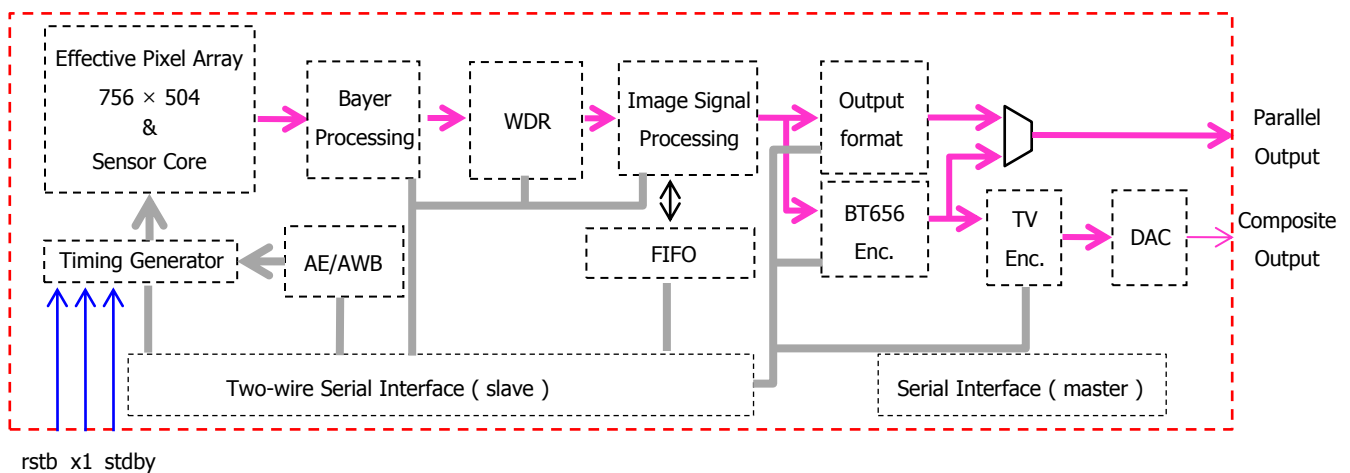 Effective Pixel Array
756 × 504
&
Sensor Core
Bayer
Processing
WDR
Image Signal
Processing
Output
format
Parallel
Output
BT656
Enc.
TV
Enc.
DAC
Composite
Output
Timing Generator
AE/AWB
FIFO
Two-wire Serial Interface ( slave )
Serial Interface ( master )
rstb x1 stdby